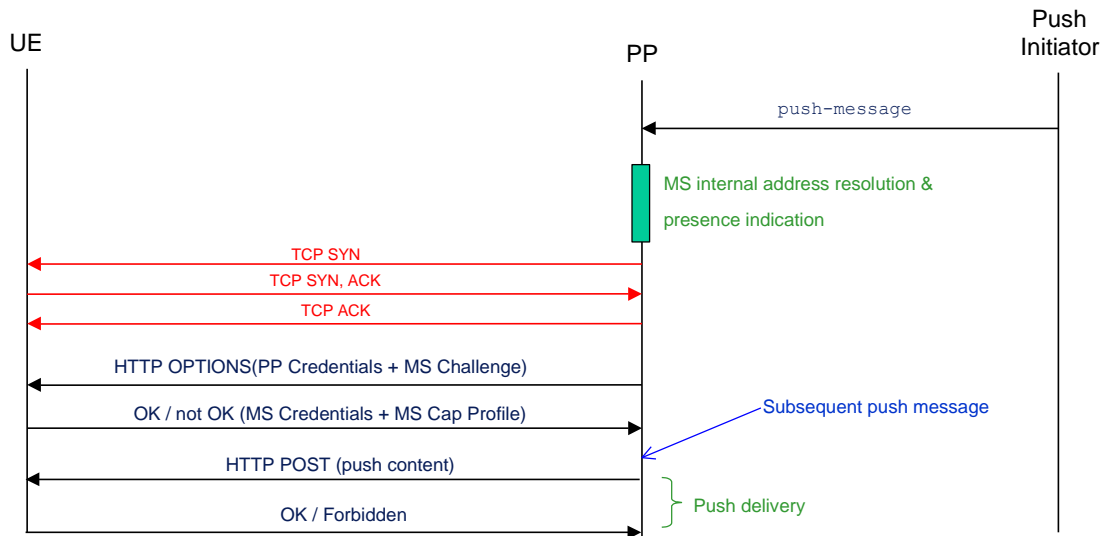 UE
PP
Push
Initiator
push-message
MS internal address resolution &
presence indication
TCP SYN
TCP SYN, ACK
TCP ACK
HTTP OPTIONS(PP Credentials + MS Challenge)
OK / not OK (MS Credentials + MS Cap Profile)
Subsequent push message
HTTP POST (push content)
Push delivery
OK / Forbidden